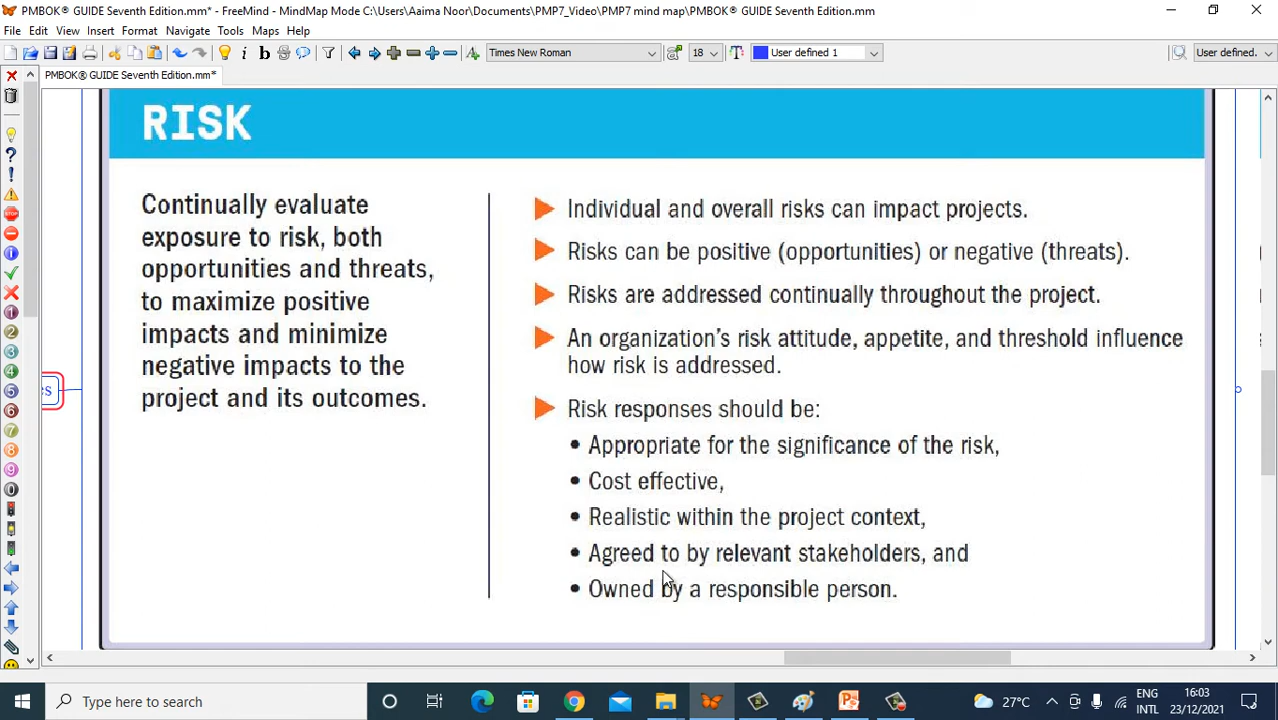 PMBOK® GUIDE Seventh Edition.mm* - FreeMind - MindMap Mode C:\Users\Aaima Noor\Documents\PMP7_Video\PMP7 mind map\PMBOK® GUIDE Seventh Edition.mm
File Edit View Insert Format Navigate Tools Maps Help
Times New Roman 18 User defined 1 User defined.
PMBOK® GUIDE Seventh Edition.mm*
RISK
Continually evaluate
exposure to risk, both
opportunities and threats,
to maximize positive
impacts and minimize
negative impacts to the
project and its outcomes.
Individual and overall risks can impact projects.
Risks can be positive (opportunities) or negative (threats).
Risks are addressed continually throughout the project.
An organization's risk attitude, appetite, and threshold influence
how risk is addressed.
Risk responses should be:
• Appropriate for the significance of the risk,
• Cost effective,
• Realistic within the project context,
• Agreed to by relevant stakeholders, and
• Owned by a responsible person.
es
Type here to search
27°C
ENG
INTL
16:03
23/12/2021